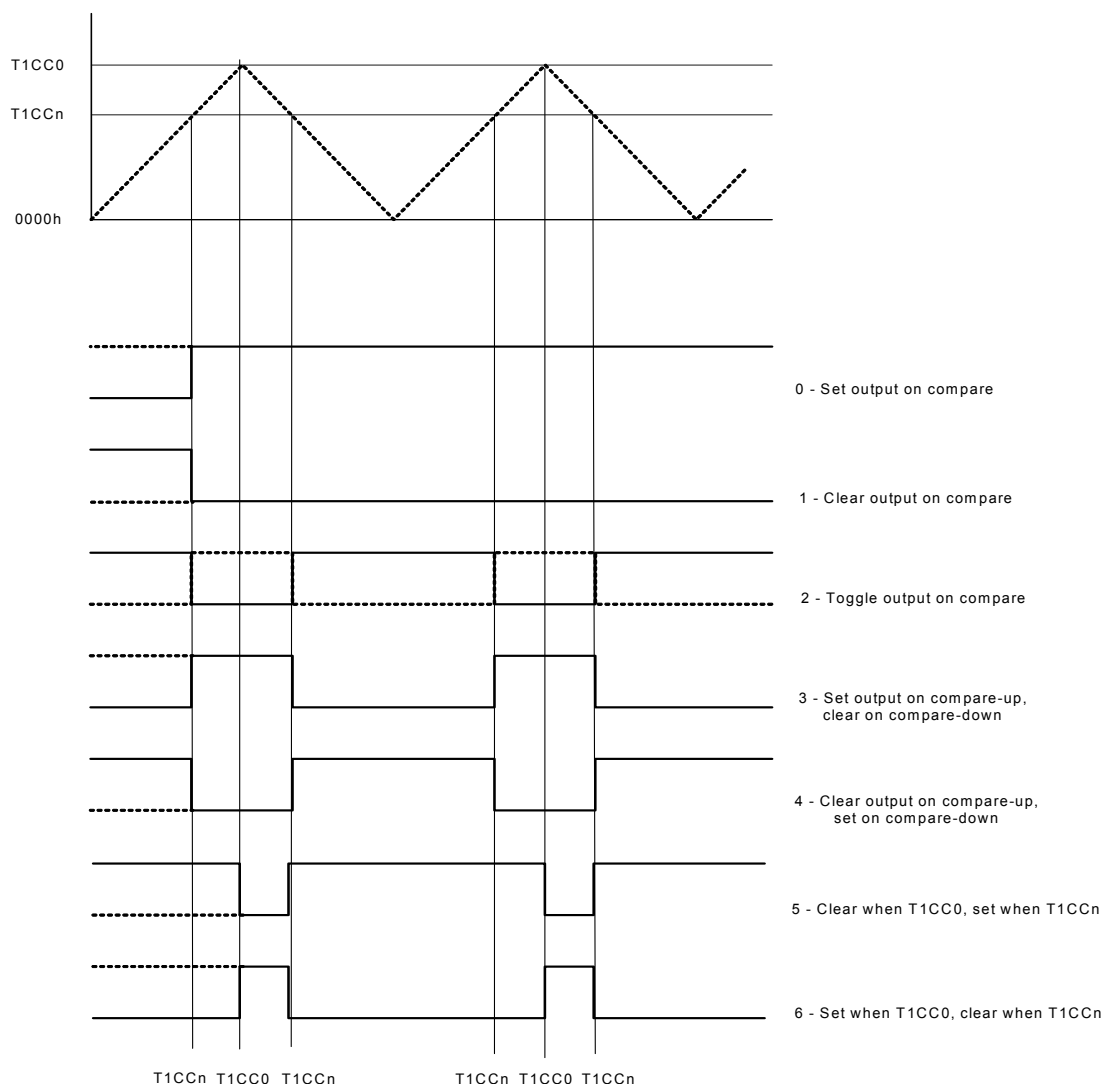 T1CC0
T1CCn
0000h
0 - Set output on compare
1 - Clear output on compare
2 - Toggle output on compare
3 - Set output on compare-up,
clear on compare-down
4 - Clear output on compare-up,
set on compare-down
5 - Clear when T1CC0, set when T1CCn
6 - Set when T1CC0, clear when T1CCn
T1CCn T1CC0 T1CCn T1CCn T1CC0 T1CCn